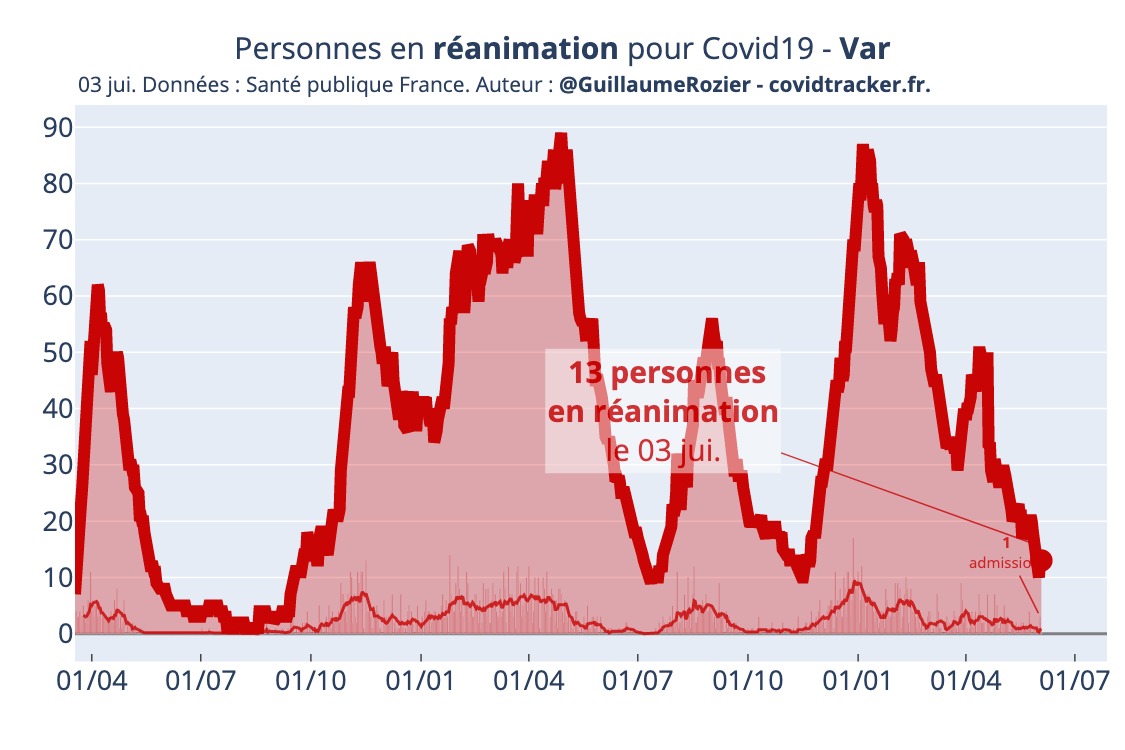 Personnes en réanimation pour Covid19 - Var
03 jui. Données : Santé publique France. Auteur : @GuillaumeRozier - covidtracker.fr.
90
80
70
60
50
40
30
20
10
0
13 personnes
en réanimation
le 03 jui.
1
admissio
01/04 01/07 01/10 01/01 01/04 01/07 01/10 01/01 01/04 01/07